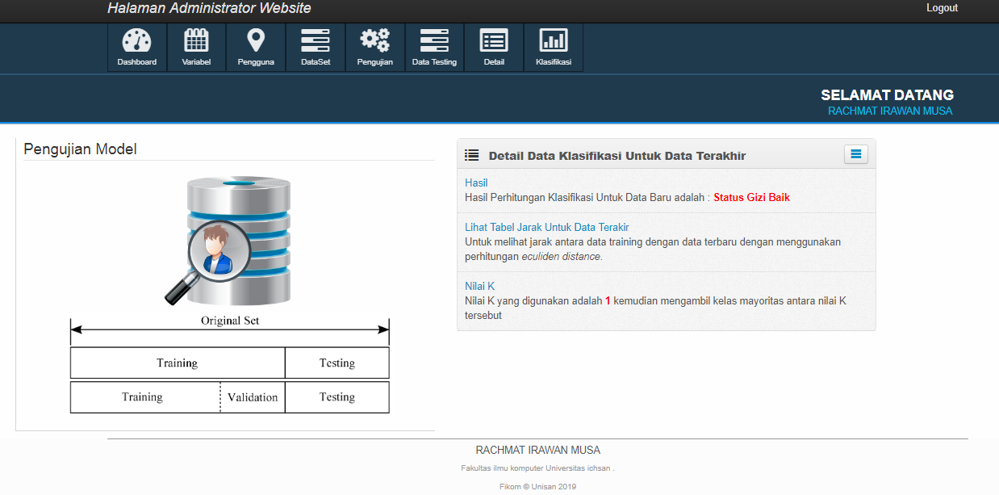 Halaman Administrator Website
Logout
Dashboard
Variabel
Pengguna
DataSet
Pengujian
Data Testing
Detail
Klasifikasi
SELAMAT DATANG
RACHMAT IRAWAN MUSA
Pengujian Model
Original Set
Training
Testing
Training
Validation
Testing
Detail Data Klasifikasi Untuk Data Terakhir
Hasil
Hasil Perhitungan Klasifikasi Untuk Data Baru adalah : Status Gizi Baik
Lihat Tabel Jarak Untuk Data Terakir
Untuk melihat jarak antara data training dengan data terbaru dengan menggunakan
perhitungan eculiden distance.
Nilai K
Nilai K yang digunakan adalah 1 kemudian mengambil kelas mayoritas antara nilai K
tersebut
RACHMAT IRAWAN MUSA
Fakultas ilmu komputer Universitas ichsan .
Fikom © Unisan 2019